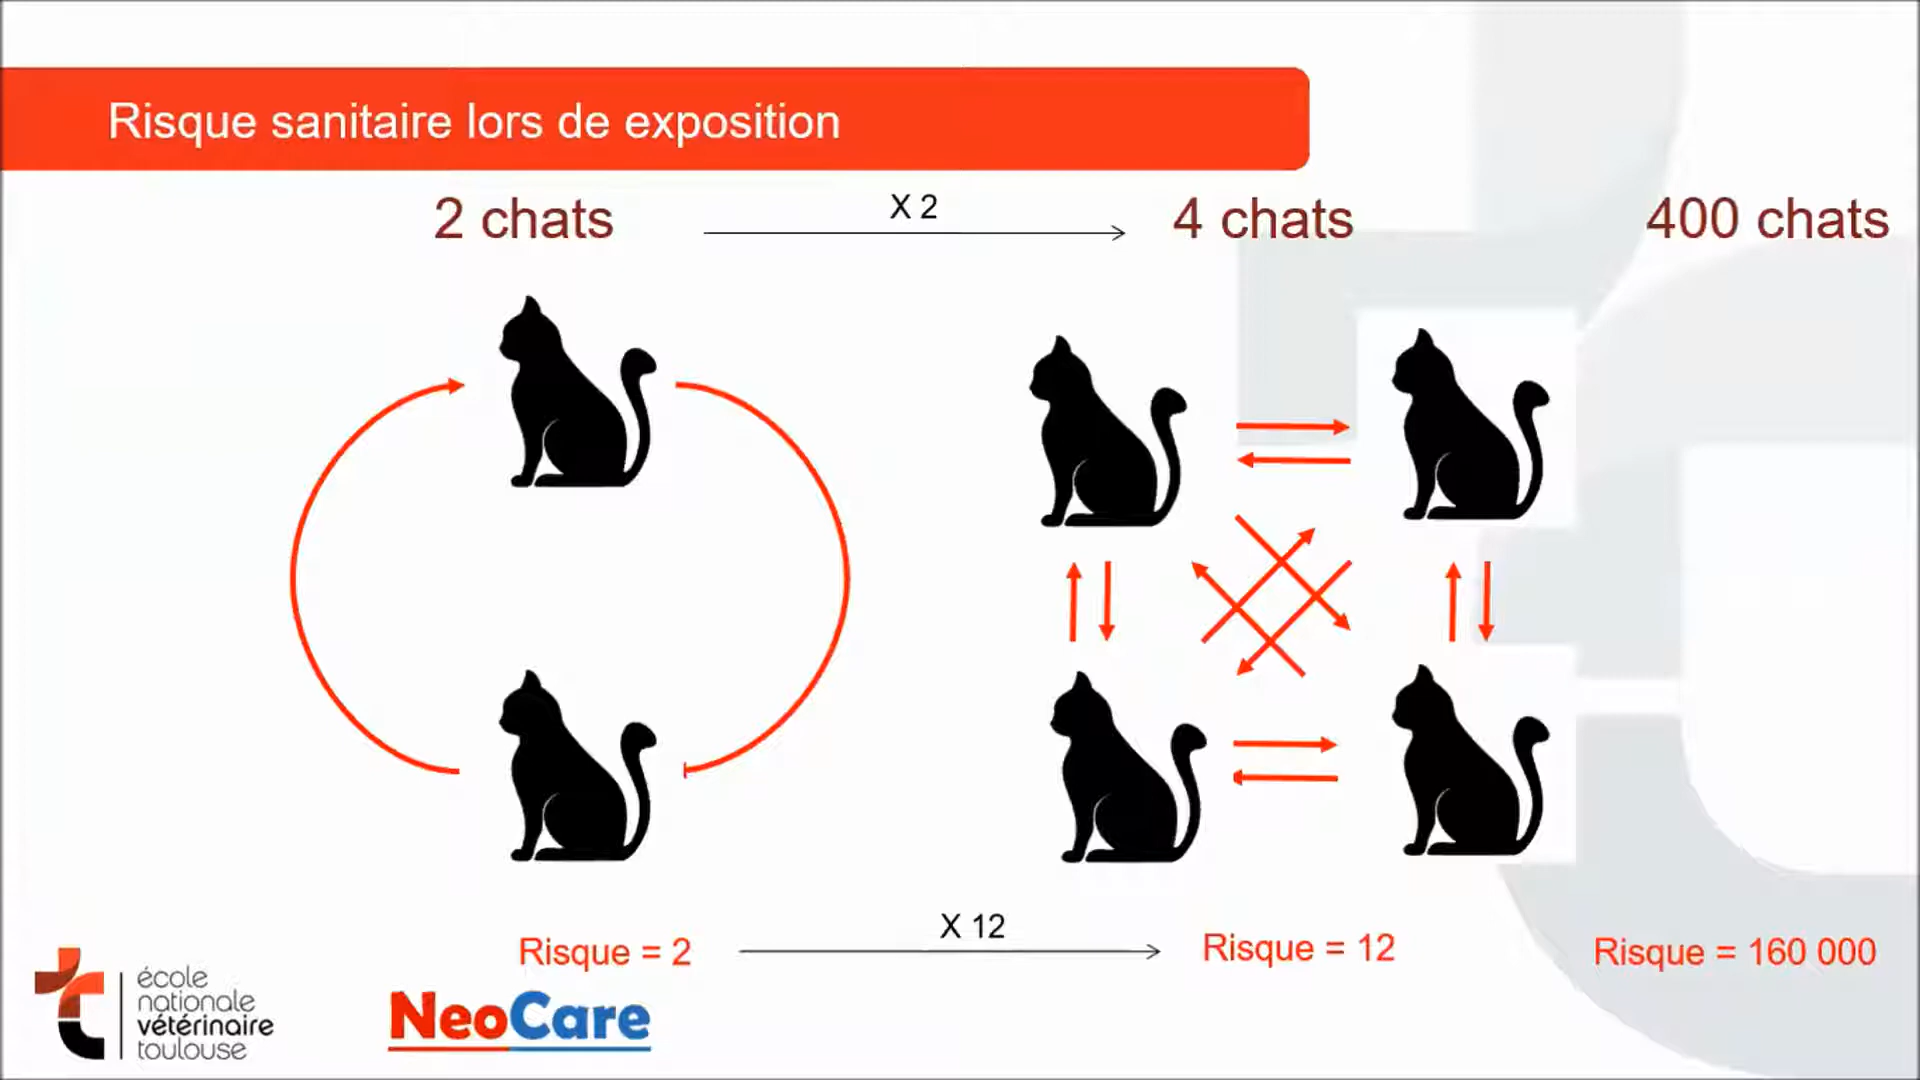 Risque sanitaire lors de exposition
2 chats
X 2
4 chats
400 chats
X 12
Risque = 2
Risque = 12
Risque = 160 000
école
nationale
vétérinaire
toulouse
NeoCare